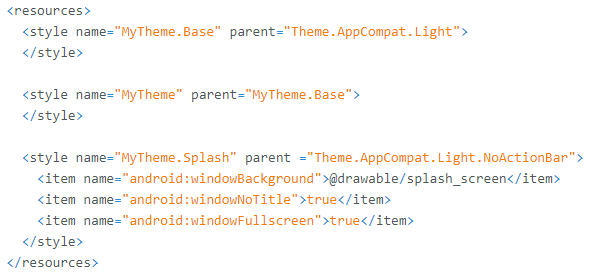 <resources>
  <style name="MyTheme.Base" parent="Theme.AppCompat.Light">
  </style>

  <style name="MyTheme" parent="MyTheme.Base">
  </style>

  <style name="MyTheme.Splash" parent ="Theme.AppCompat.Light.NoActionBar">
    <item name="android:windowBackground">@drawable/splash_screen</item>
    <item name="android:windowNoTitle">true</item>
    <item name="android:windowFullscreen">true</item>
  </style>
</resources>